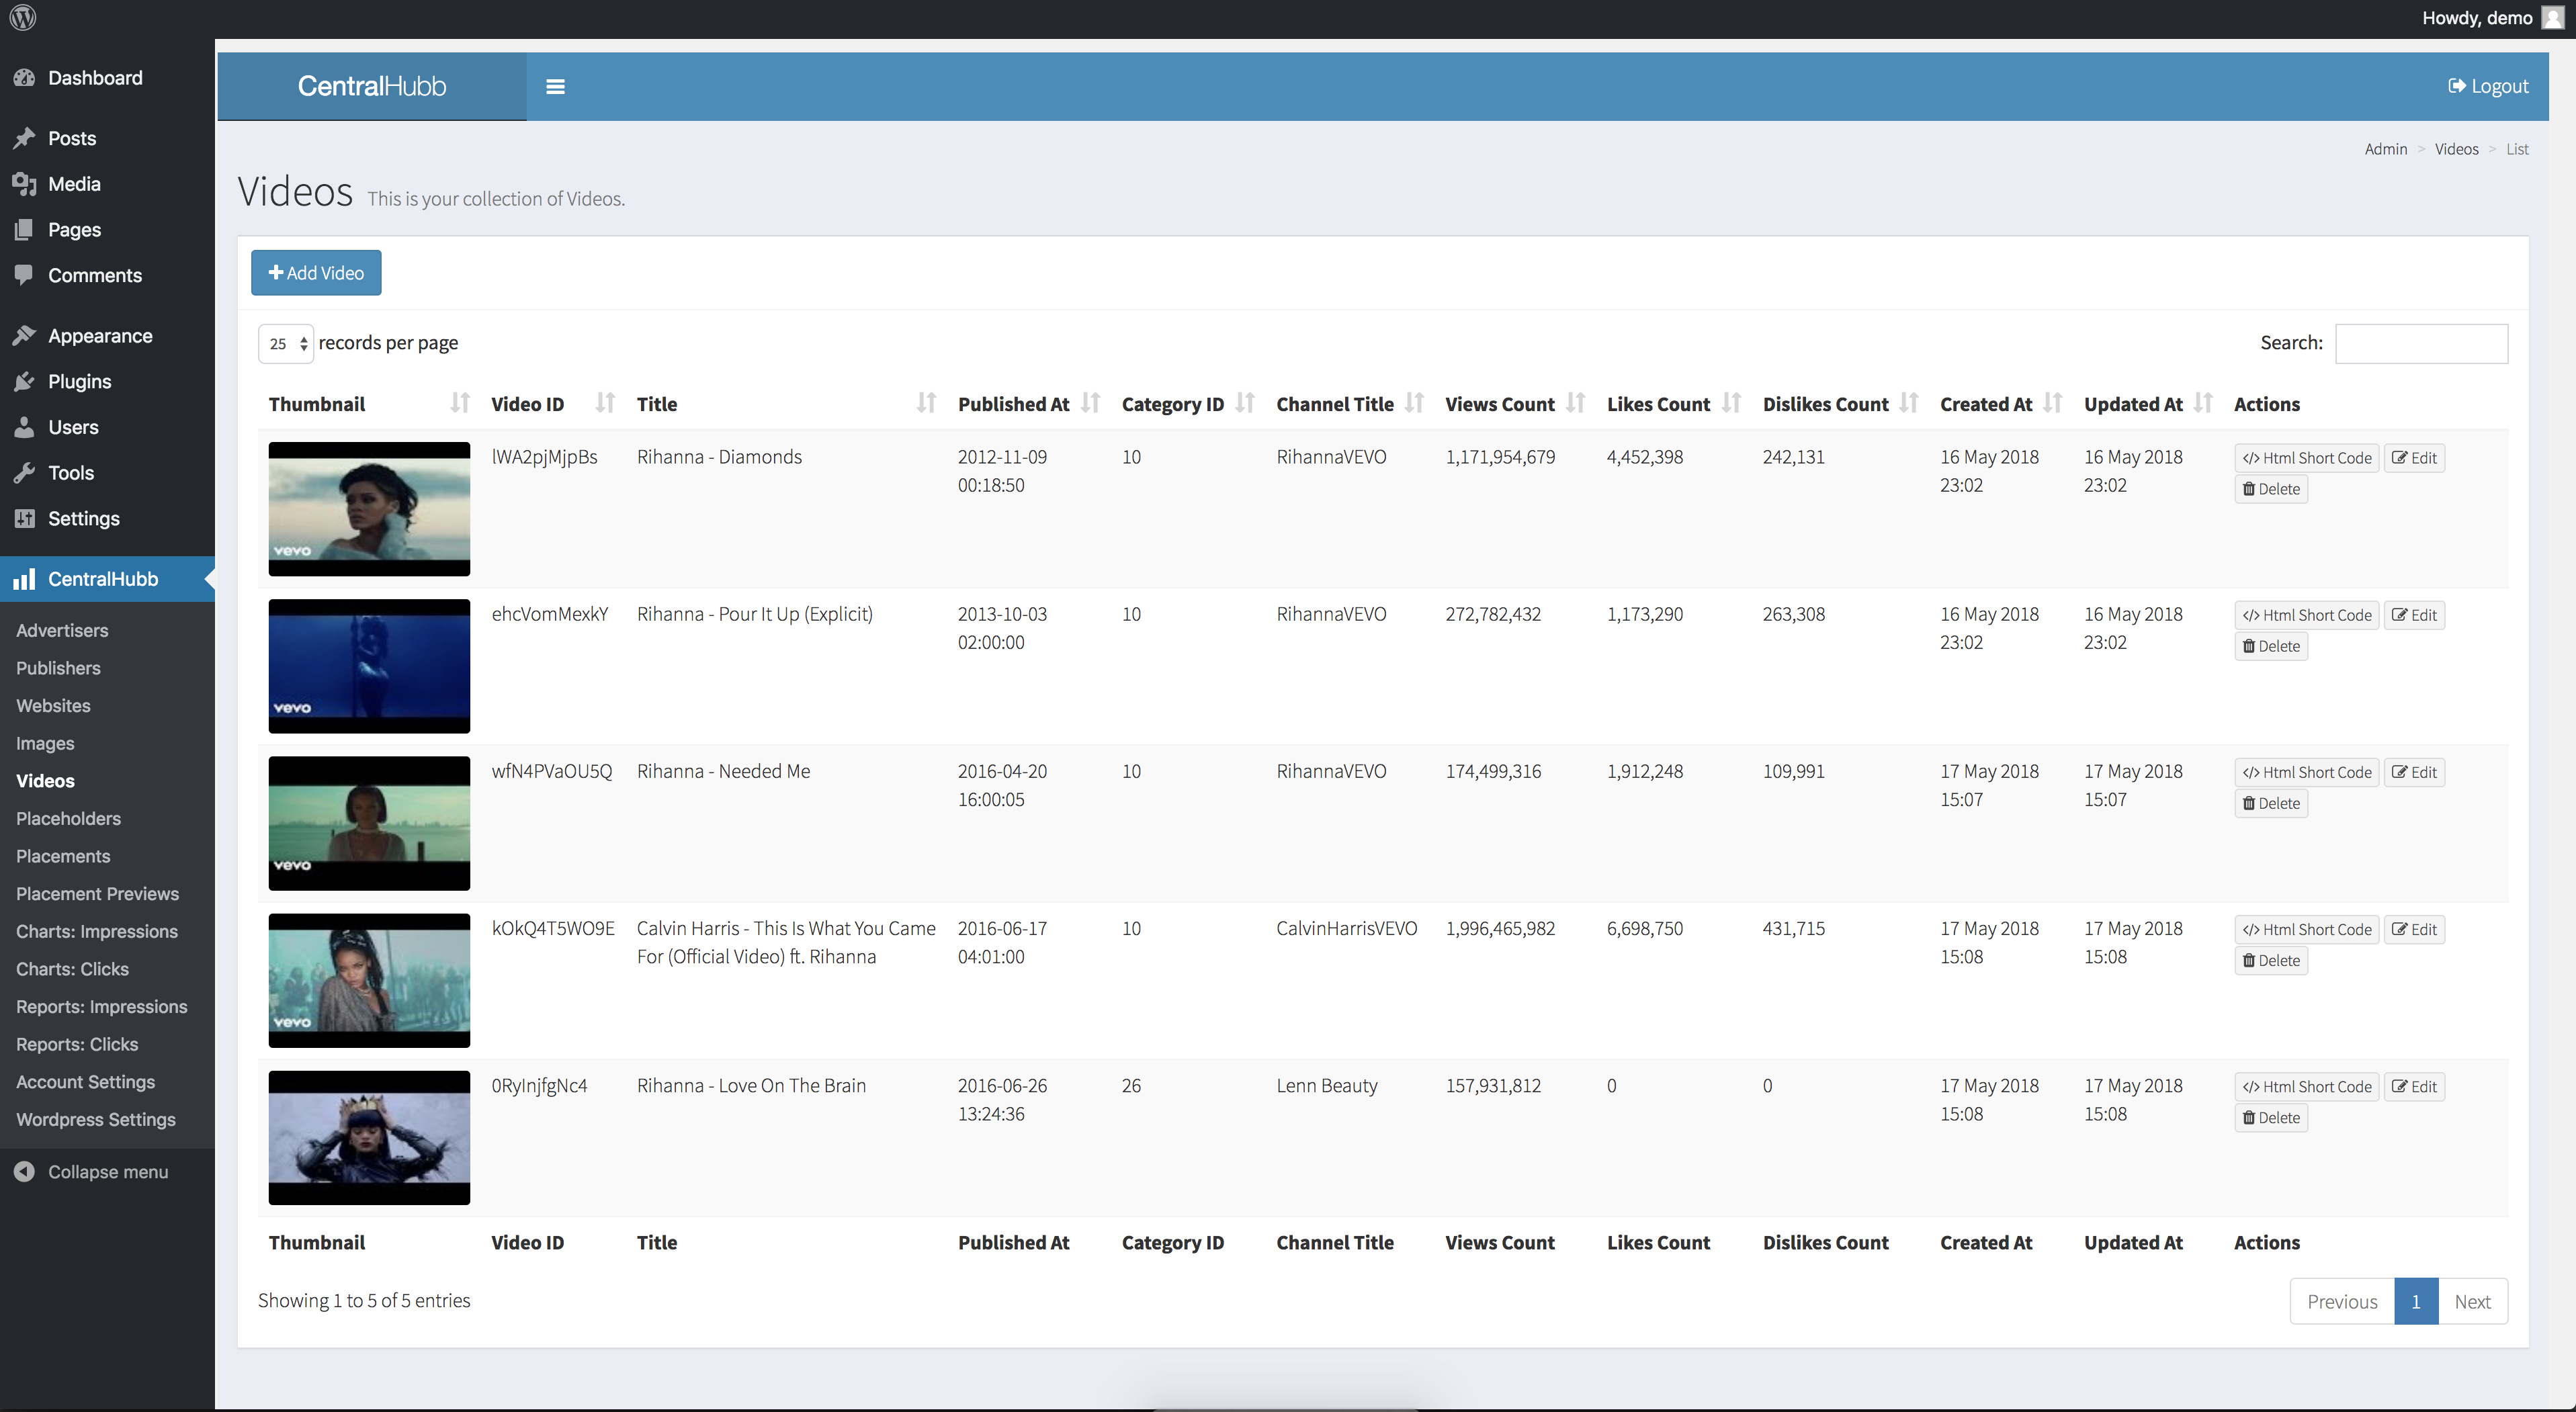 Howdy, demo
Dashboard
Posts
Media
Pages
Comments
Appearance
Plugins
Users
Tools
Settings
CentralHubb
Advertisers
Publishers
Websites
Images
Videos
Placeholders
Placements
Placement Previews
Charts: Impressions
Charts: Clicks
Reports: Impressions
Reports: Clicks
Account Settings
Wordpress Settings
Collapse menu
CentralHubb
Logout
Admin > Videos > List
Videos This is your collection of Videos.
Add Video
25 records per page
Search:
Thumbnail Video ID Title Published At Category ID Channel Title Views Count Likes Count Dislikes Count Created At Updated At Actions
vevo
lWA2pjMjpBs Rihanna - Diamonds 2012-11-09 10 RihannaVEVO 1,171,954,679 4,452,398 242,131 16 May 2018 16 May 2018 </> Html Short Code Edit
00:18:50 23:02 23:02 Delete
vevo
ehcVomMexkY Rihanna - Pour It Up (Explicit) 2013-10-03 10 RihannaVEVO 272,782,432 1,173,290 263,308 16 May 2018 16 May 2018 </> Html Short Code Edit
02:00:00 23:02 23:02 Delete
vevo
wfN4PVaOU5Q Rihanna - Needed Me 2016-04-20 10 RihannaVEVO 174,499,316 1,912,248 109,991 17 May 2018 17 May 2018 </> Html Short Code Edit
16:00:05 15:07 15:07 Delete
vevo
kOkQ4T5WO9E Calvin Harris - This Is What You Came 2016-06-17 10 CalvinHarrisVEVO 1,996,465,982 6,698,750 431,715 17 May 2018 17 May 2018 </> Html Short Code Edit
For (Official Video) ft. Rihanna 04:01:00 15:08 15:08 Delete
0RyInjfgNc4 Rihanna - Love On The Brain 2016-06-26 26 Lenn Beauty 157,931,812 0 0 17 May 2018 17 May 2018 </> Html Short Code Edit
13:24:36 15:08 15:08 Delete
Thumbnail Video ID Title Published At Category ID Channel Title Views Count Likes Count Dislikes Count Created At Updated At Actions
Showing 1 to 5 of 5 entries
Previous 1 Next